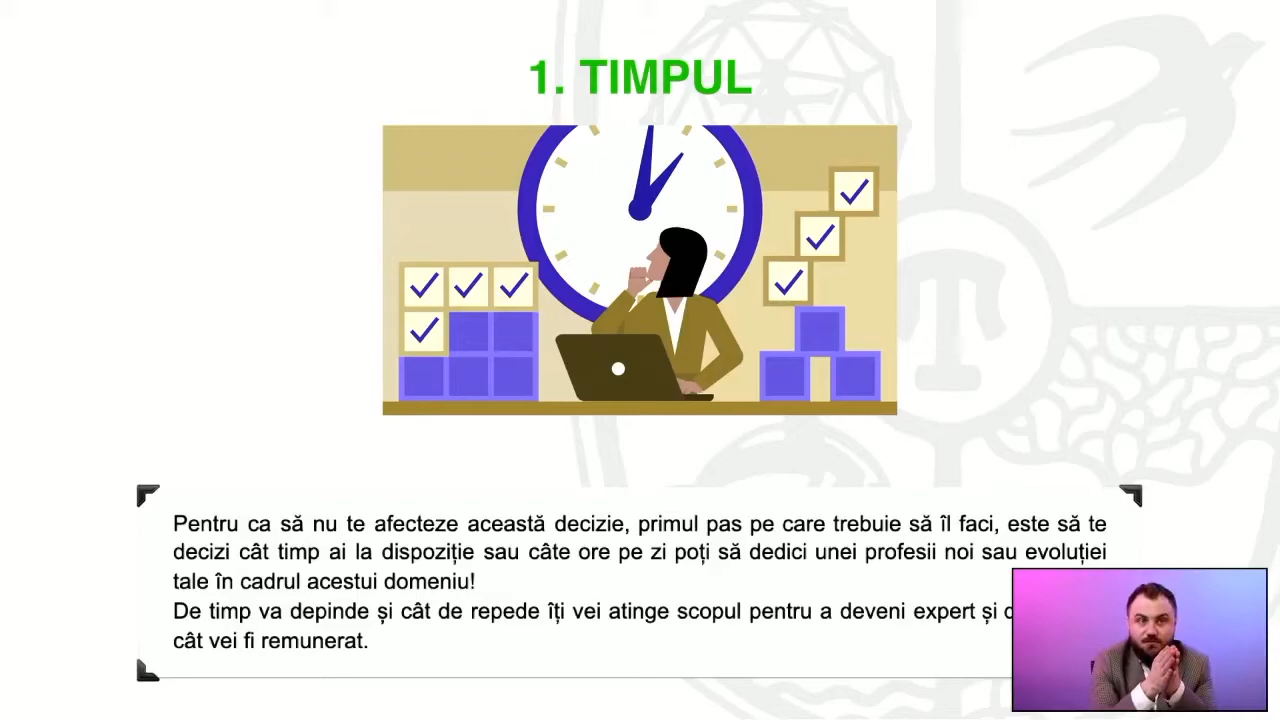 1. TIMPUL
Pentru ca să nu te afecteze această decizie, primul pas pe care trebuie să îl faci, este să te
decizi cât timp ai la dispoziție sau câte ore pe zi poți să dedici unei profesii noi sau evoluției
tale în cadrul acestui domeniu!
De timp va depinde și cât de repede îți vei atinge scopul pentru a deveni expert și
cât vei fi remunerat.